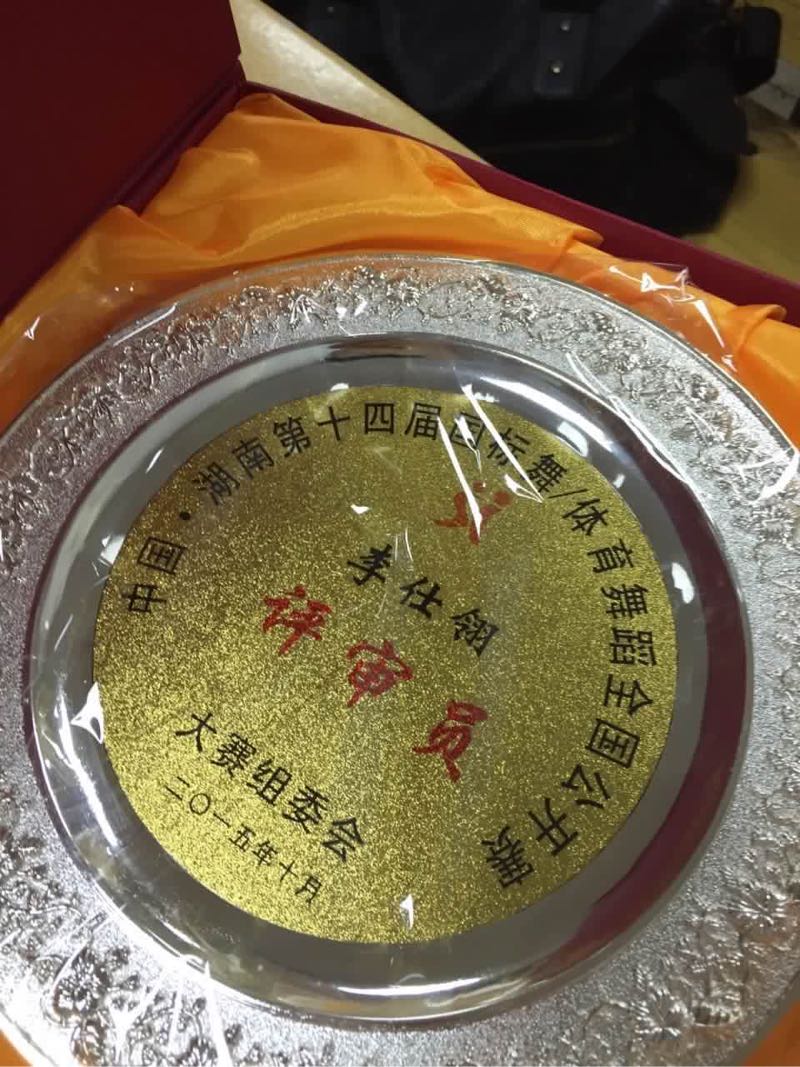 中国·湖南第十四届国标舞/体育舞蹈全国公开赛
李仕翎
评审员
大赛组委会
二〇一五年十月